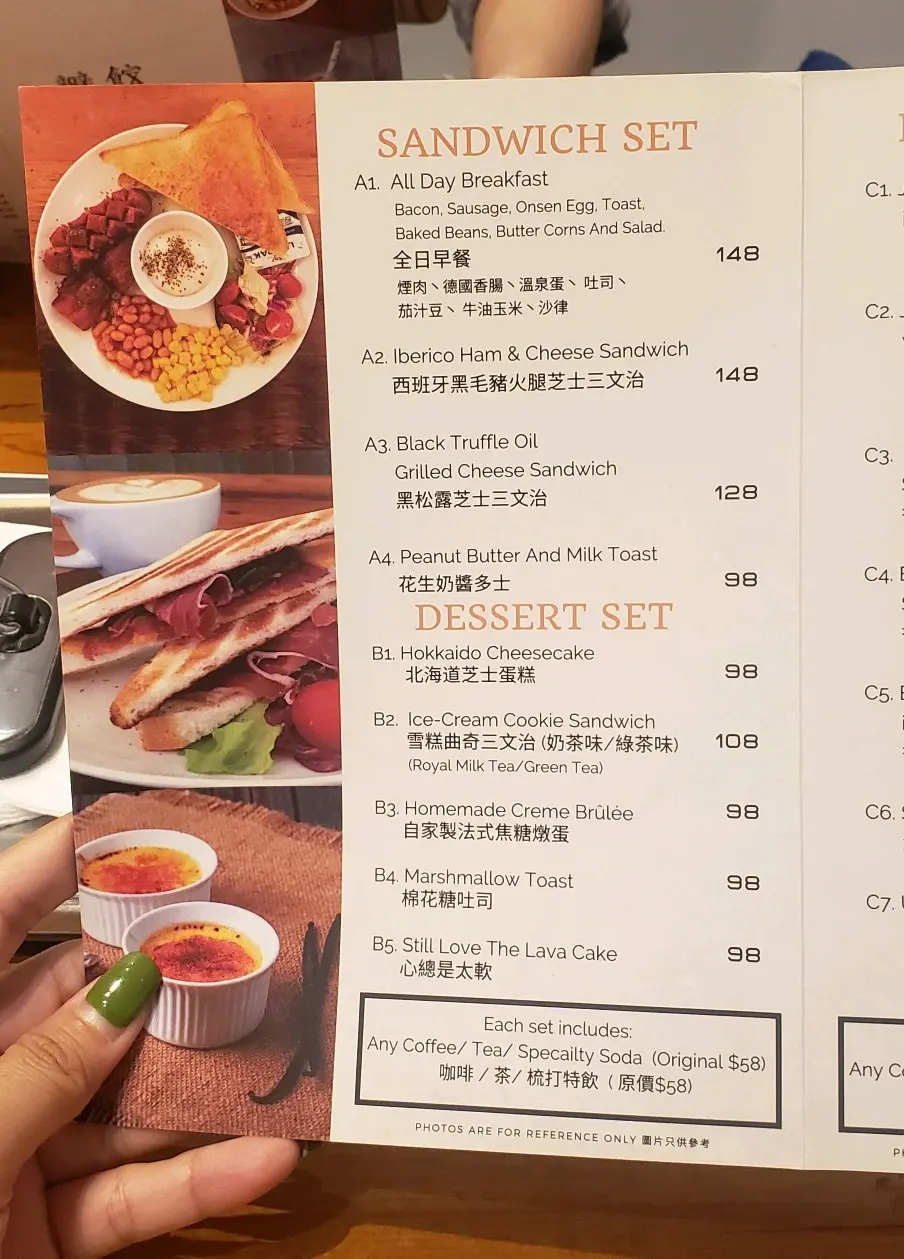 SANDWICH SET
A1. All Day Breakfast
Bacon, Sausage, Onsen Egg, Toast,
Baked Beans, Butter Corns And Salad.
全日早餐 148
煙肉、德國香腸、溫泉蛋、吐司、
茄汁豆、牛油玉米、沙律
A2. Iberico Ham & Cheese Sandwich
西班牙黑毛豬火腿芝士三文治 148
A3. Black Truffle Oil
Grilled Cheese Sandwich
黑松露芝士三文治 128
A4. Peanut Butter And Milk Toast
花生奶醬多士 98
DESSERT SET
B1. Hokkaido Cheesecake
北海道芝士蛋糕 98
B2. Ice-Cream Cookie Sandwich
雪糕曲奇三文治 (奶茶味/綠茶味) 108
(Royal Milk Tea/Green Tea)
B3. Homemade Creme Brûlée 98
自家製法式焦糖燉蛋
B4. Marshmallow Toast 98
棉花糖吐司
B5. Still Love The Lava Cake 98
心總是太軟
Each set includes:
Any Coffee/ Tea/ Specailty Soda (Original $58)
咖啡 / 茶/ 梳打特飲 ( 原價$58)
PHOTOS ARE FOR REFERENCE ONLY 圖片只供參考
C1.
C2.
C3.
C4.
C5.
C6.
C7.
Any